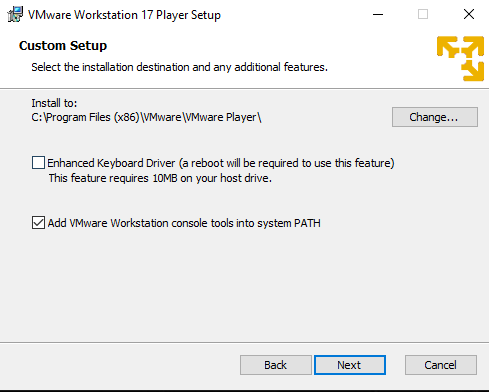 VMware Workstation 17 Player Setup
Custom Setup
Select the installation destination and any additional features.
Install to:
C:\Program Files (x86)\VMware\VMware Player\
Change...
Enhanced Keyboard Driver (a reboot will be required to use this feature)
This feature requires 10MB on your host drive.
Add VMware Workstation console tools into system PATH
Back
Next
Cancel